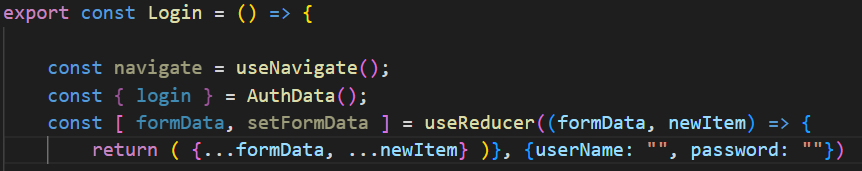 export const Login = () => {
const navigate = useNavigate();
const { login } = AuthData();
const [ formData, setFormData ] = useReducer((formData, newItem) => {
return ( {...formData, ...newItem} )}, {userName: "", password: ""})